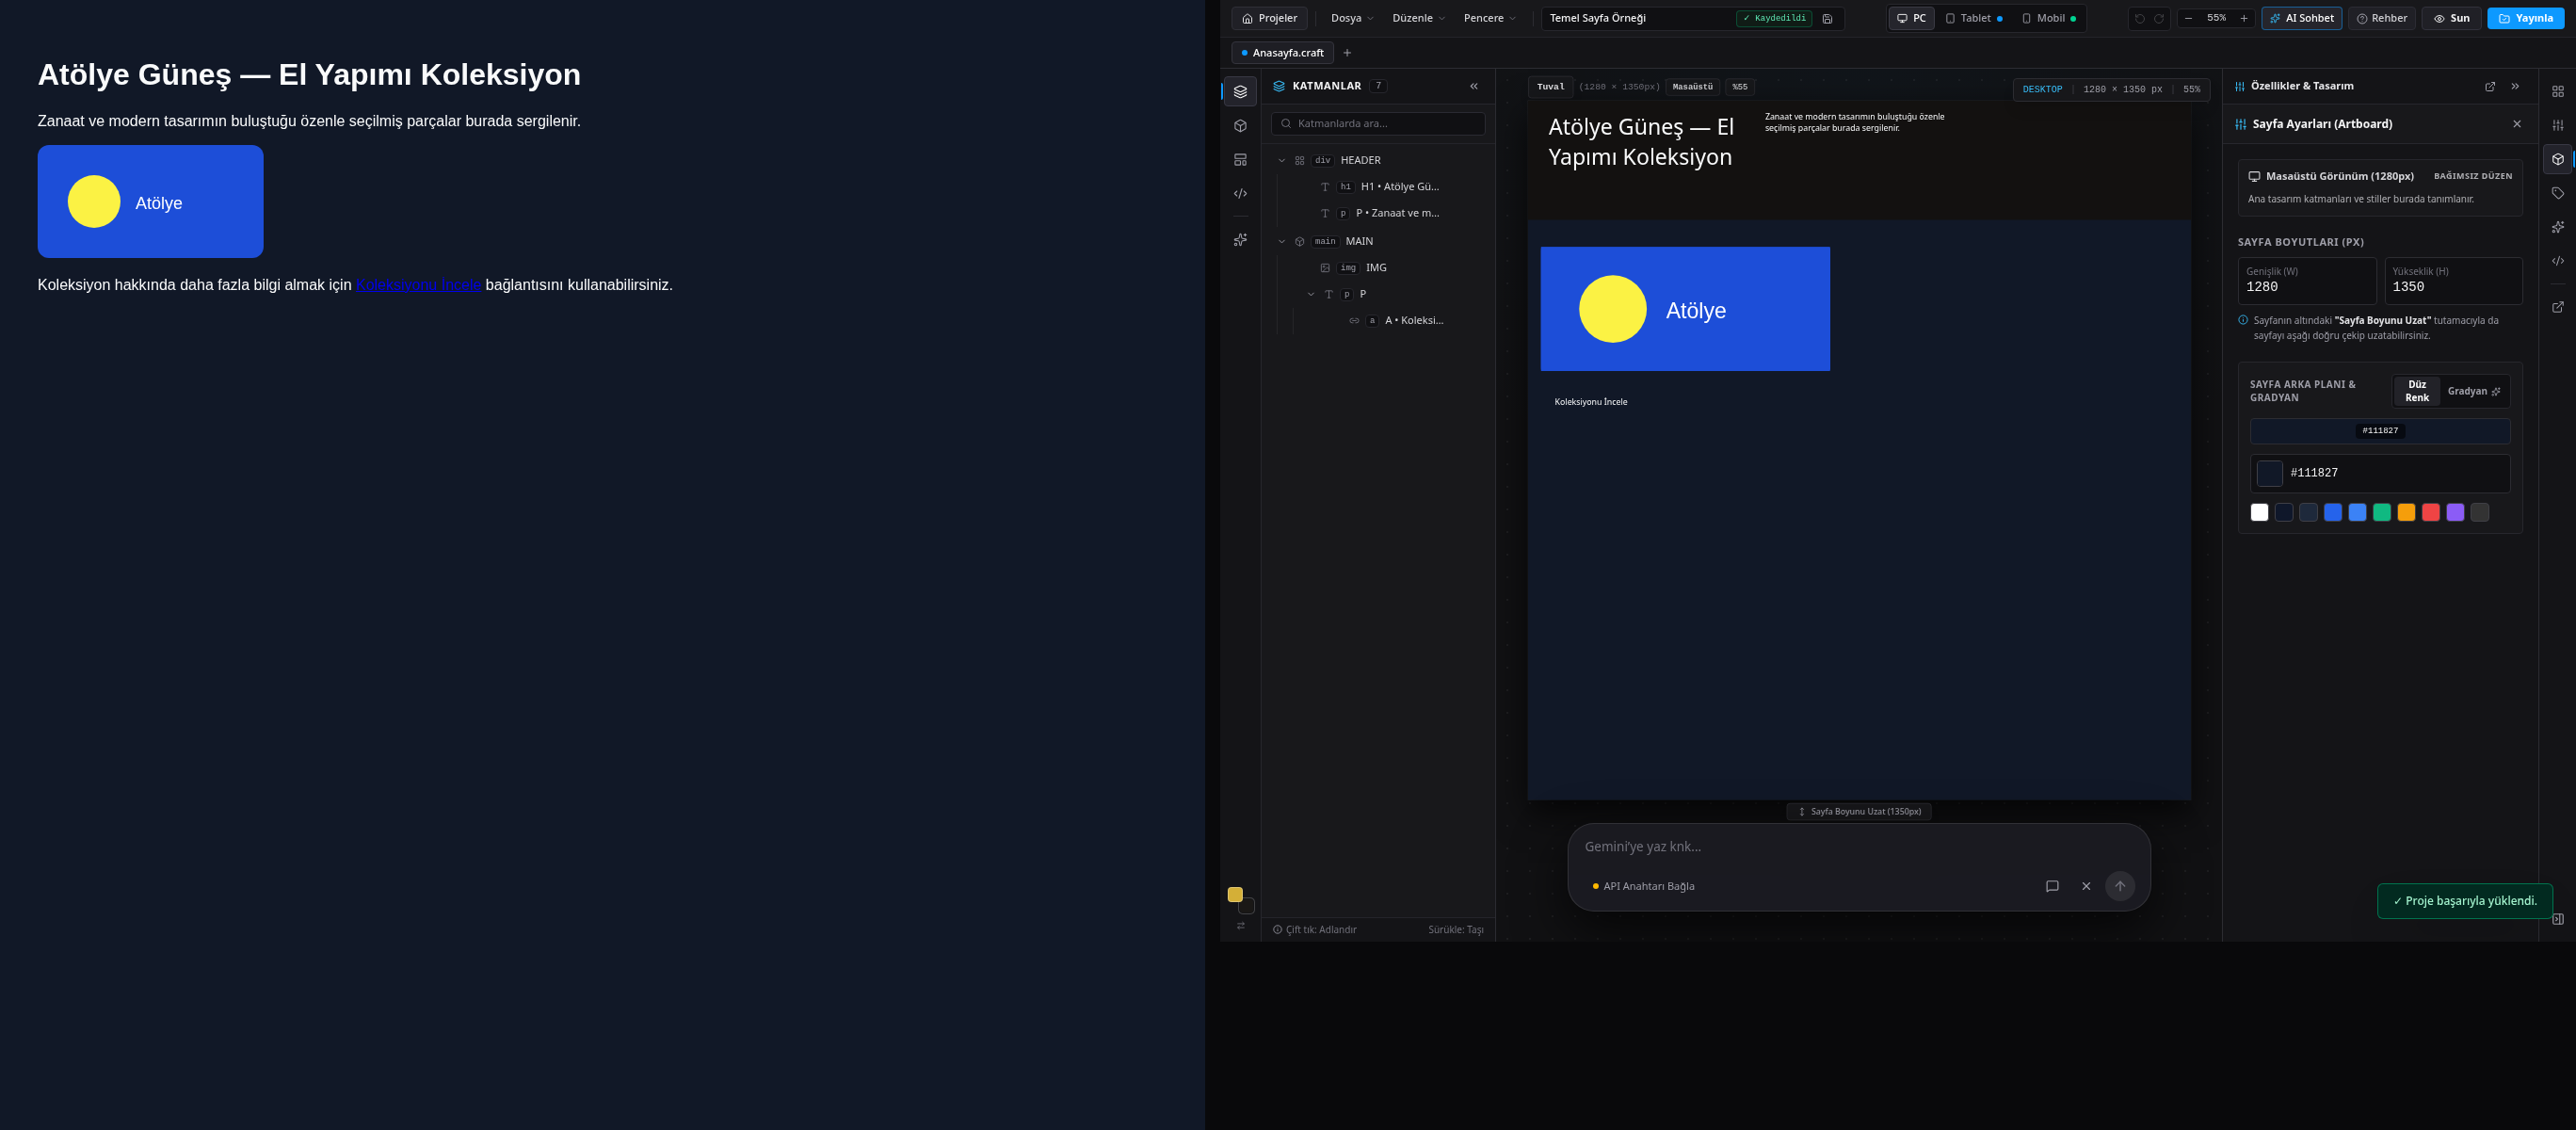 Atölye Güneş — El Yapımı Koleksiyon
Zanaat ve modern tasarımın buluştuğu özenle seçilmiş parçalar burada sergilenir.
Atölye
Koleksiyon hakkında daha fazla bilgi almak için Koleksiyonu İncele bağlantısını kullanabilirsiniz.
Projeler
Dosya
Düzenle
Pencere
Temel Sayfa Örneği
✓ Kaydedildi
PC
Tablet
Mobil
− 55% +
AI Sohbet
Rehber
Sun
Yayınla
Anasayfa.craft +
KATMANLAR 7
Katmanlarda ara...
div HEADER
h1 H1 • Atölye Gü...
p P • Zanaat ve m...
main MAIN
img IMG
p P
a A • Koleksi...
Çift tık: Adlandır
Sürükle: Taşı
Tuval (1280 × 1350px) Masaüstü %55
DESKTOP | 1280 × 1350 px | 55%
Atölye Güneş — El
Yapımı Koleksiyon
Zanaat ve modern tasarımın buluştuğu özenle
seçilmiş parçalar burada sergilenir.
Atölye
Koleksiyonu İncele
Sayfa Boyunu Uzat (1350px)
Gemini'ye yaz knk...
API Anahtarı Bağla
Özellikler & Tasarım
Sayfa Ayarları (Artboard)
Masaüstü Görünüm (1280px)
BAĞIMSIZ DÜZEN
Ana tasarım katmanları ve stiller burada tanımlanır.
SAYFA BOYUTLARI (PX)
Genişlik (W)
1280
Yükseklik (H)
1350
Sayfanın altındaki "Sayfa Boyunu Uzat" tutamacıyla da
sayfayı aşağı doğru çekip uzatabilirsiniz.
SAYFA ARKA PLANI &
GRADYAN
Düz
Renk
Gradyan
#111827
#111827
✓ Proje başarıyla yüklendi.